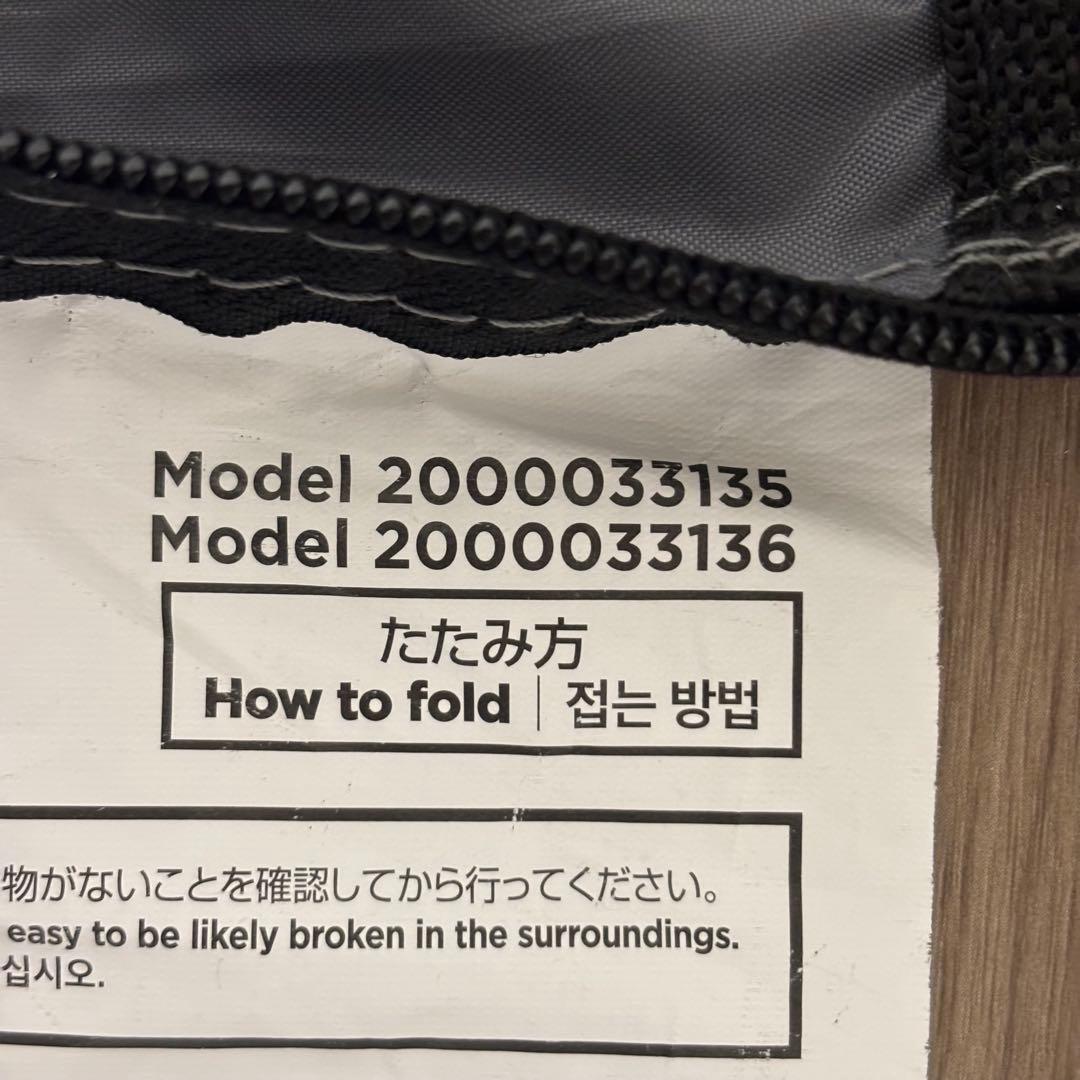 Model 2000033135
Model 2000033136
たたみ方
How to fold | 접는 방법
物がないことを確認してから行ってください。
easy to be likely broken in the surroundings.
십시오.